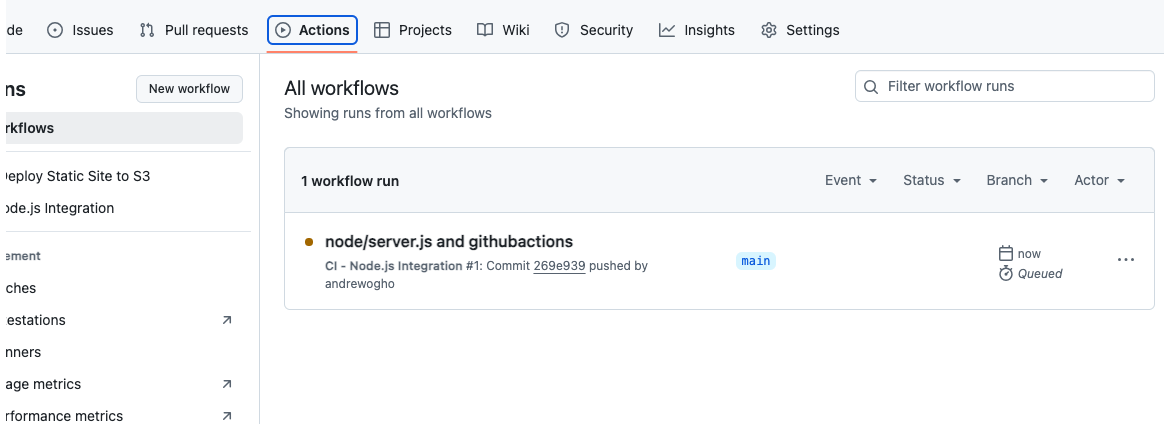 de Issues Pull requests Actions Projects Wiki Security Insights Settings
ns New workflow
rkflows
Deploy Static Site to S3
ode.js Integration
ement
ches
estations
nners
age metrics
rformance metrics
All workflows
Showing runs from all workflows
Filter workflow runs
1 workflow run Event Status Branch Actor
node/server.js and githubactions
CI - Node.js Integration #1: Commit 269e939 pushed by
andrewogho
main
now
Queued